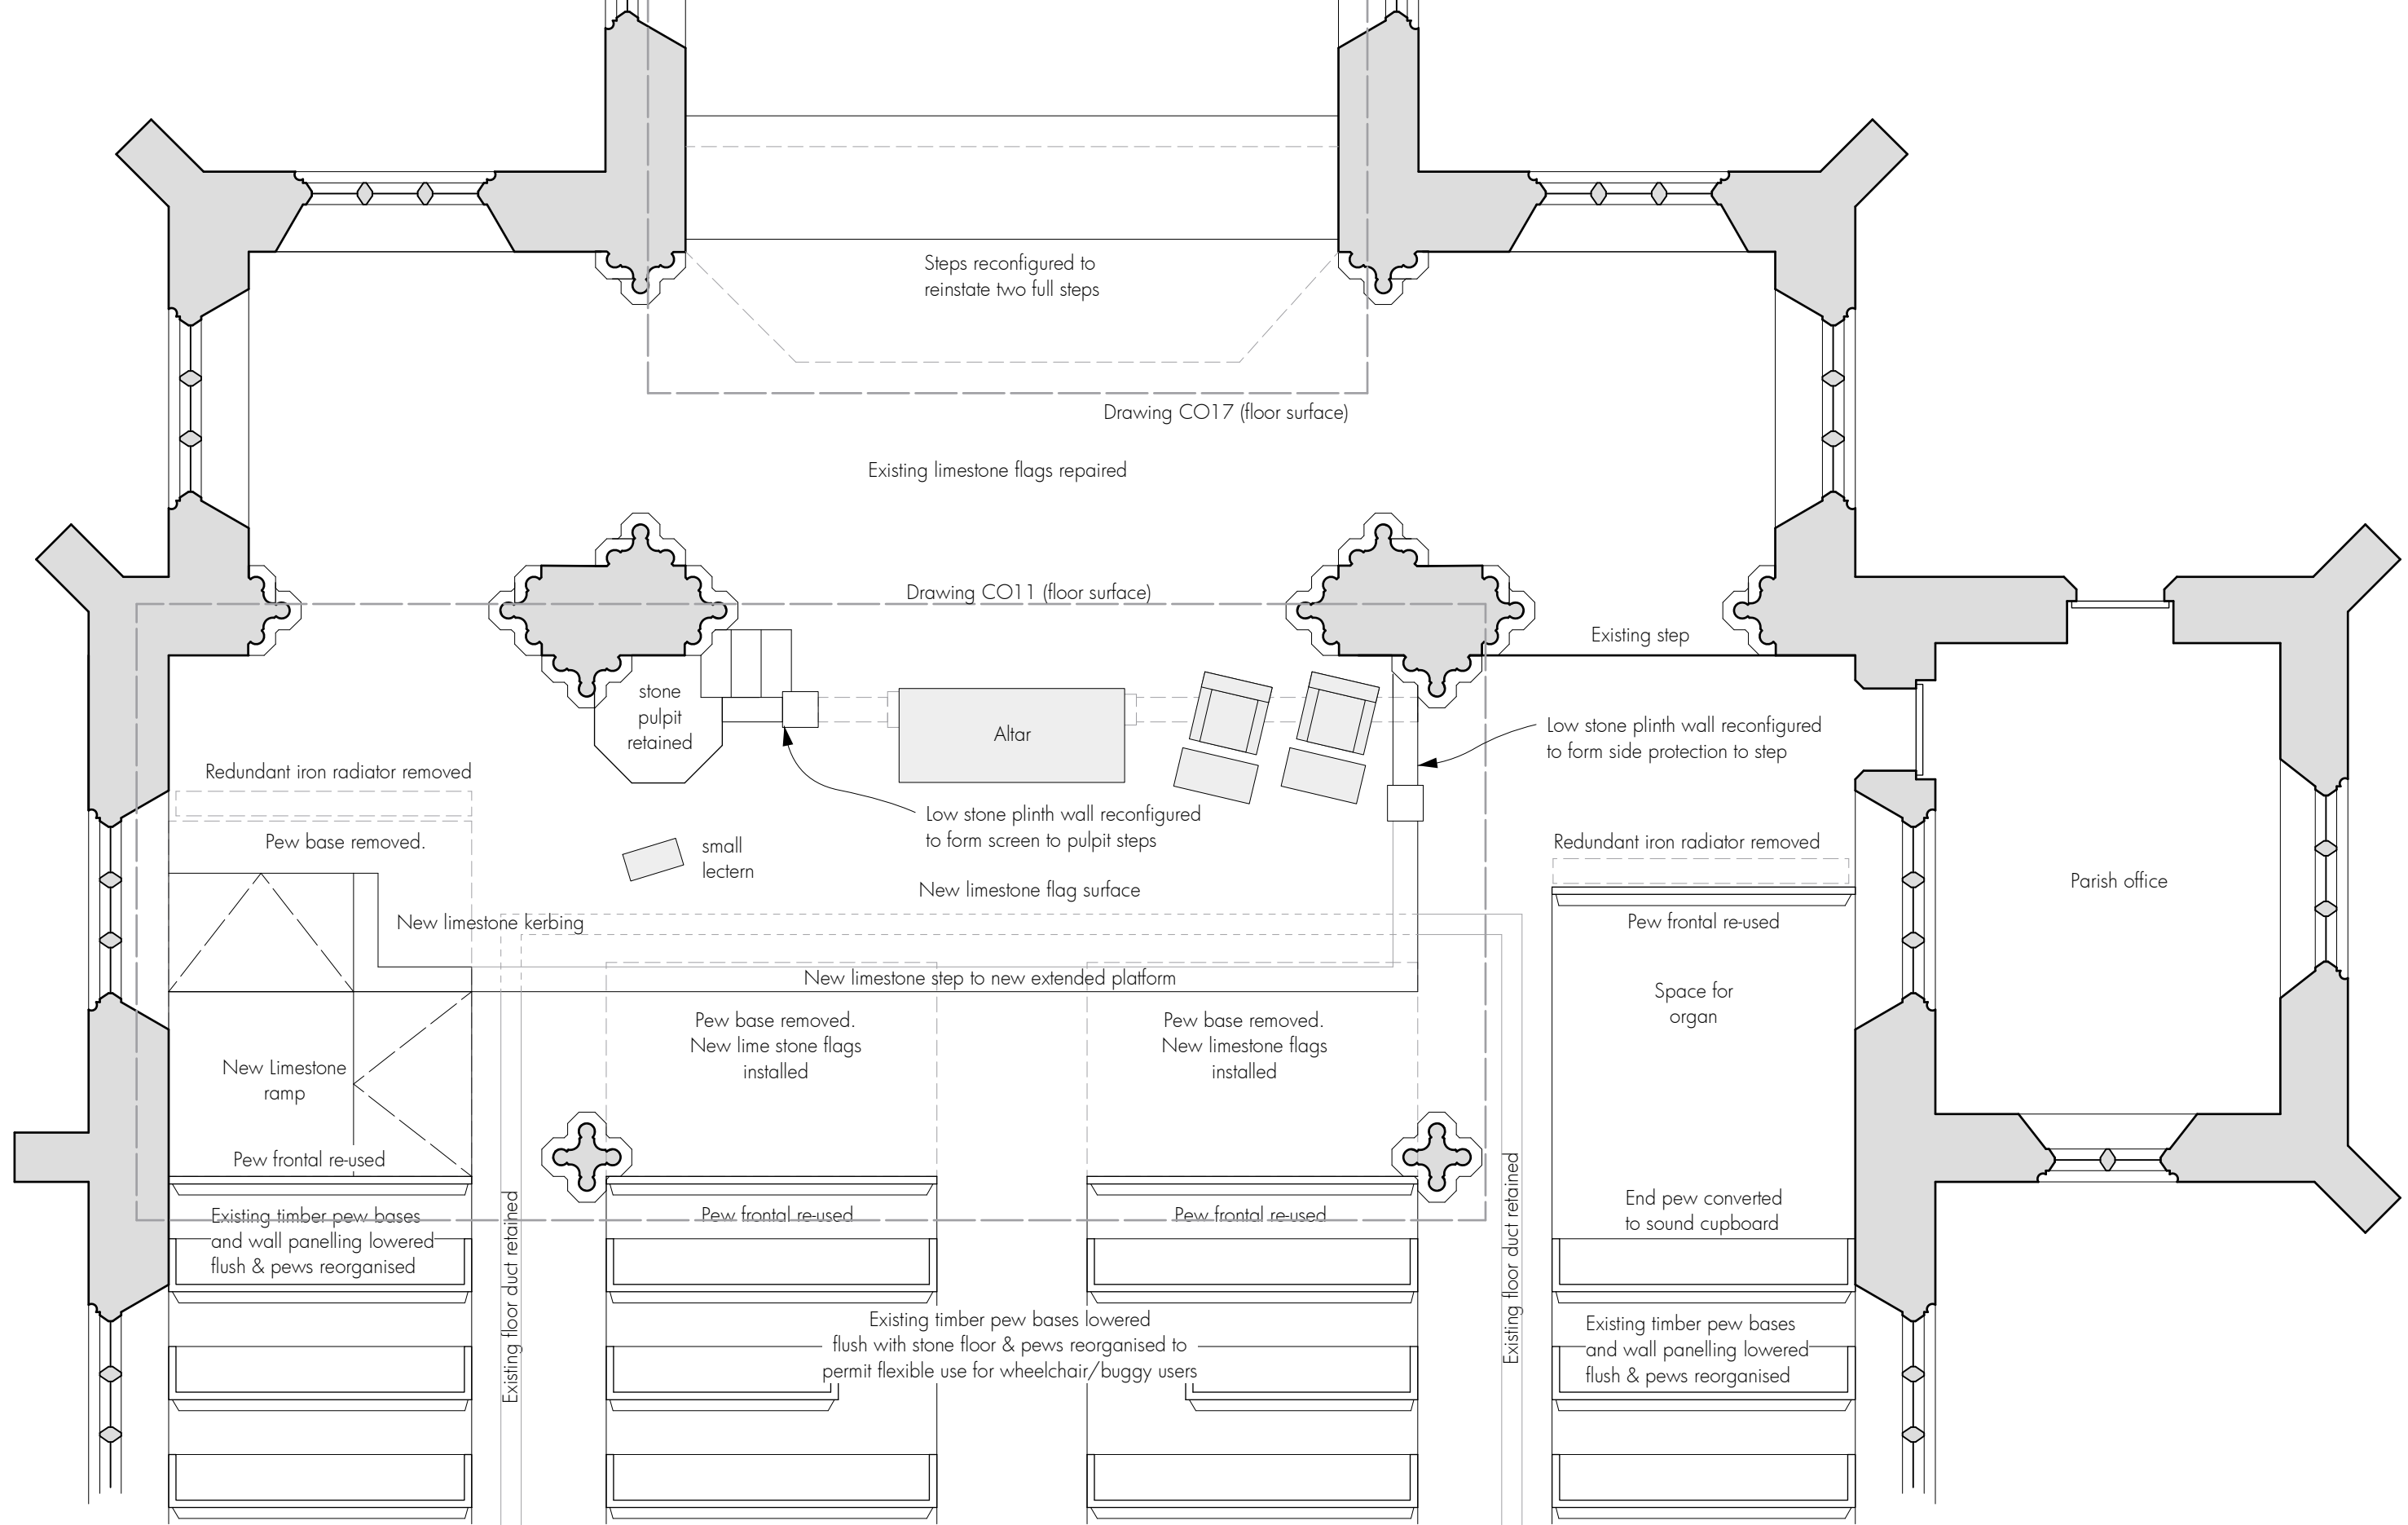 Steps reconfigured to
reinstate two full steps
Drawing CO17 (floor surface)
Existing limestone flags repaired
Drawing CO11 (floor surface)
Existing step
stone
pulpit
retained
Altar
Low stone plinth wall reconfigured
to form side protection to step
Redundant iron radiator removed
Low stone plinth wall reconfigured
to form screen to pulpit steps
Pew base removed.
small
lectern
Redundant iron radiator removed
New limestone flag surface
Parish office
New limestone kerbing
Pew frontal re-used
New limestone step to new extended platform
Space for
organ
Pew base removed.
New lime stone flags
installed
Pew base removed.
New limestone flags
installed
New Limestone
ramp
Pew frontal re-used
Existing floor duct retained
Existing floor duct retained
End pew converted
to sound cupboard
Existing timber pew bases
and wall panelling lowered
flush & pews reorganised
Pew frontal re-used
Pew frontal re-used
Existing timber pew bases lowered
flush with stone floor & pews reorganised to
permit flexible use for wheelchair/buggy users
Existing timber pew bases
and wall panelling lowered
flush & pews reorganised